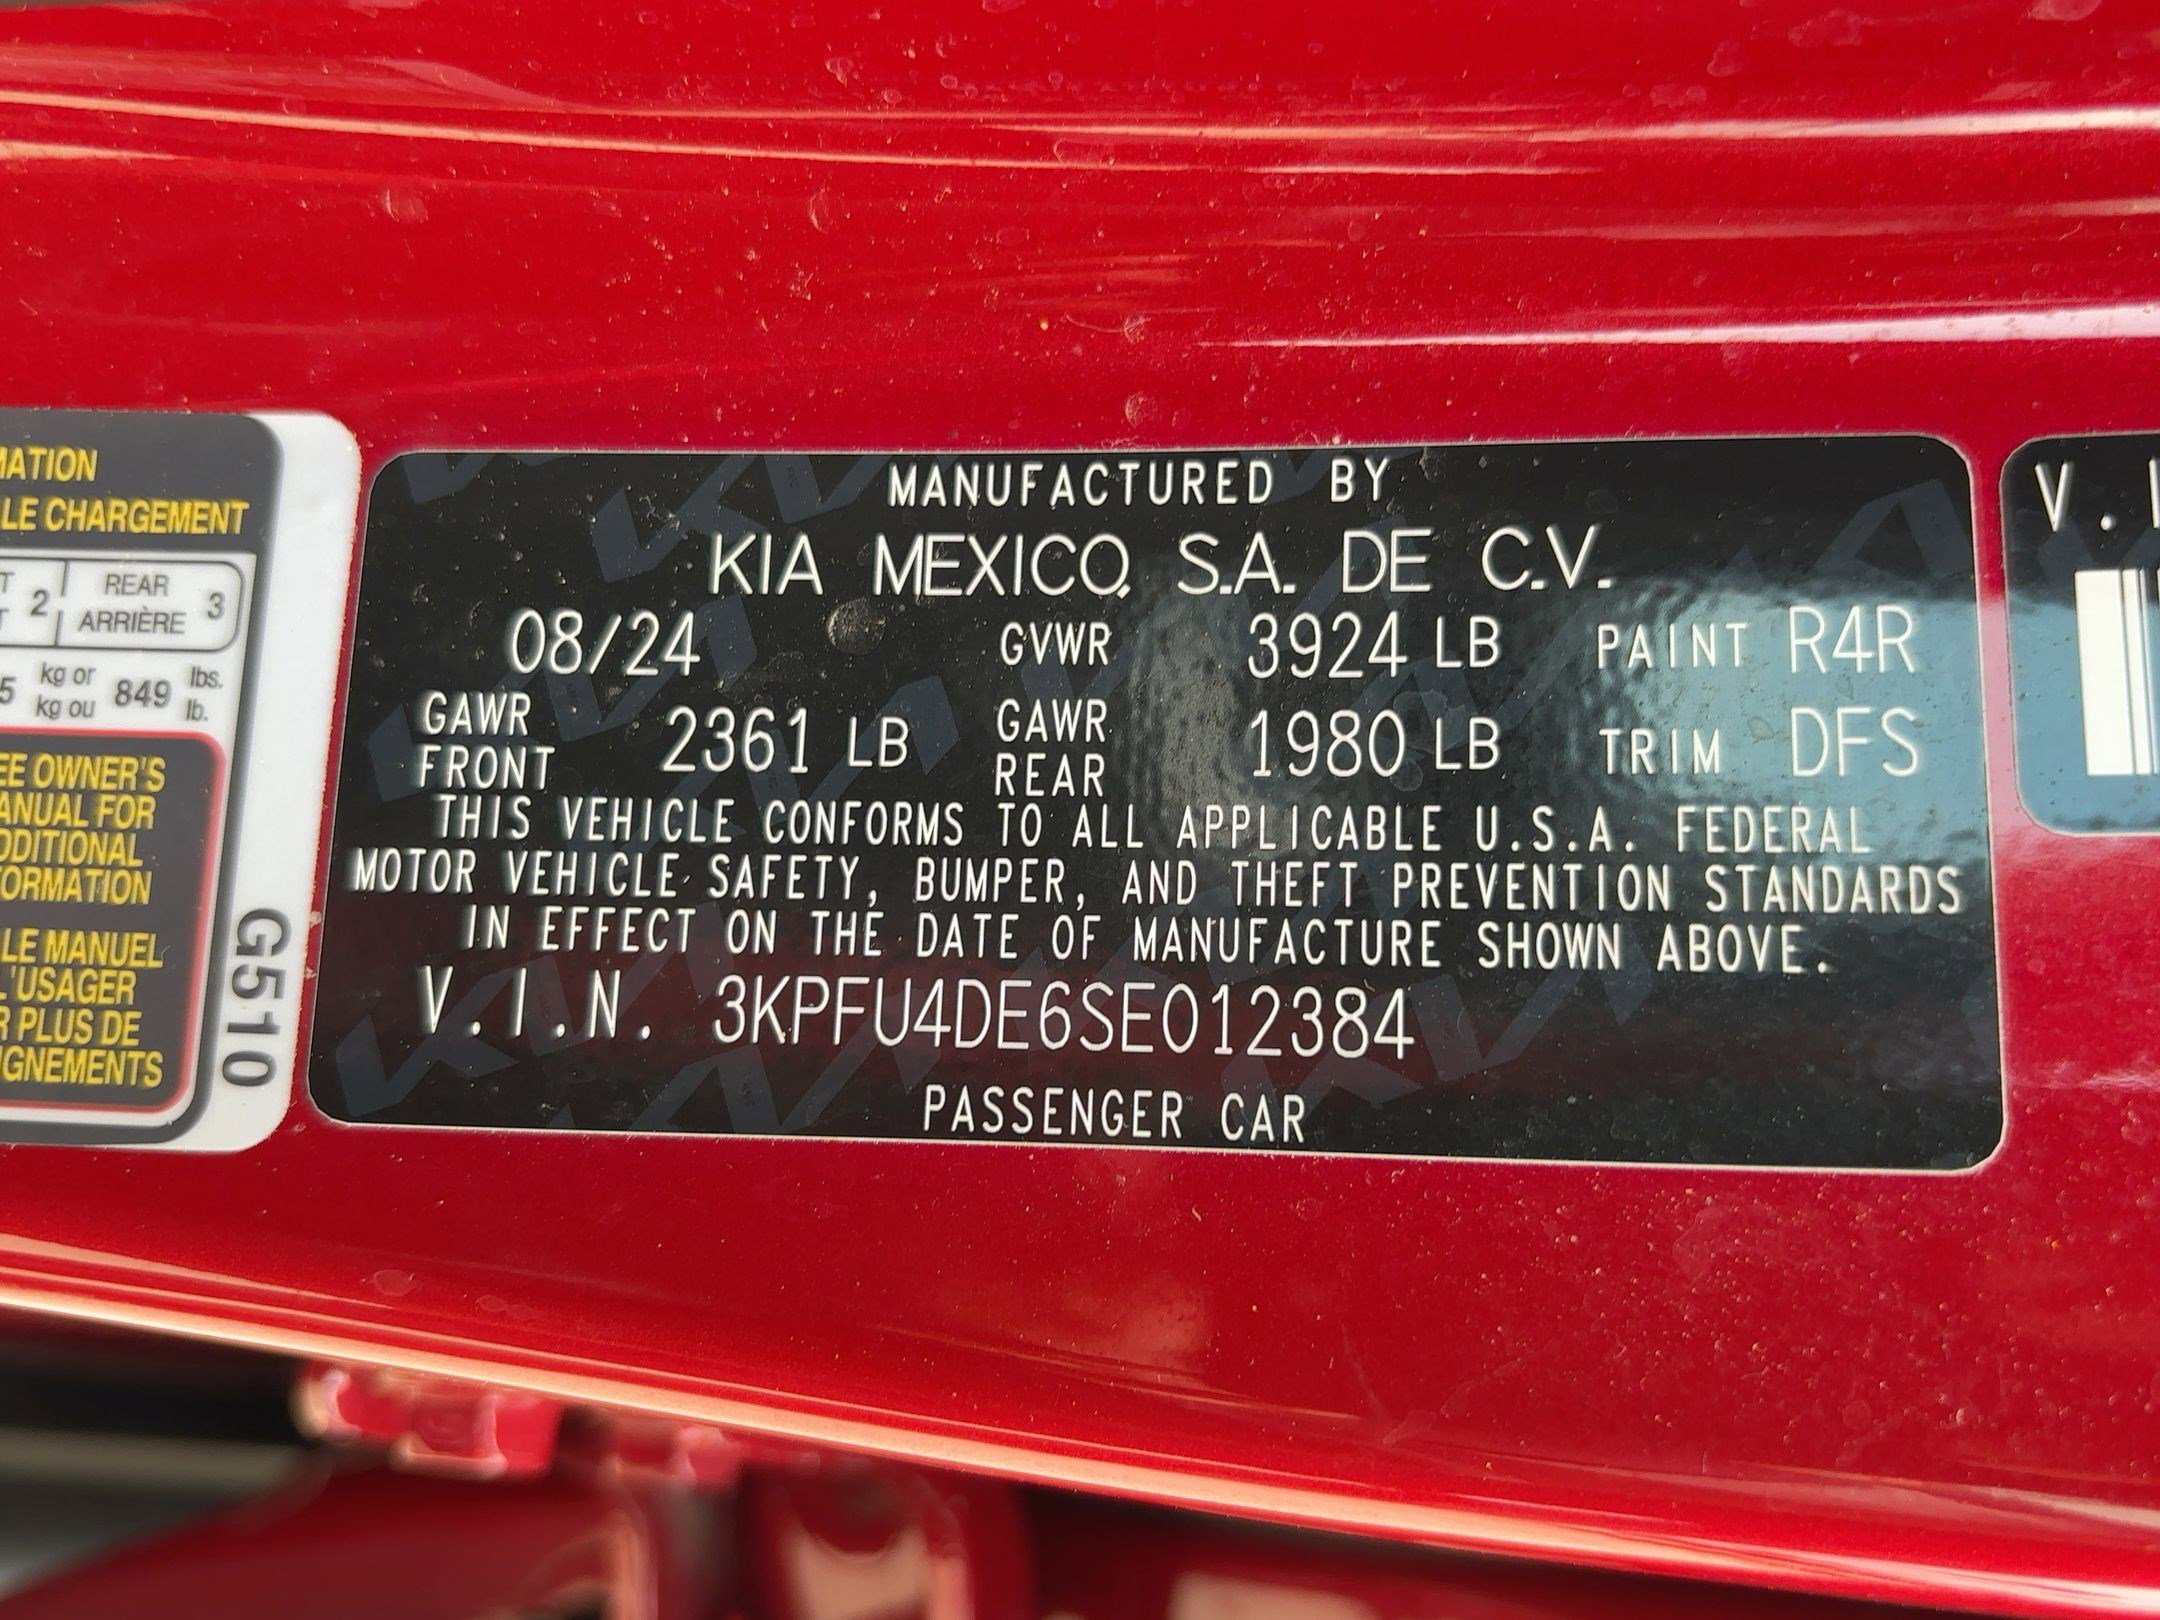 MATION
LE CHARGEMENT
2 REAR ARRIÈRE 3
5 kg or kg ou 849 lbs. lb.
EE OWNER'S
ANUAL FOR
DDITIONAL
FORMATION
LE MANUEL
L'USAGER
R PLUS DE
IGNEMENTS
G510
MANUFACTURED BY
KIA MEXICO, S.A. DE C.V.
08/24 GVWR 3924 LB PAINT R4R
GAWR FRONT 2361 LB GAWR REAR 1980 LB TRIM DFS
THIS VEHICLE CONFORMS TO ALL APPLICABLE U.S.A. FEDERAL
MOTOR VEHICLE SAFETY, BUMPER, AND THEFT PREVENTION STANDARDS
IN EFFECT ON THE DATE OF MANUFACTURE SHOWN ABOVE.
V.I.N. 3KPFU4DE6SE012384
PASSENGER CAR
V.I